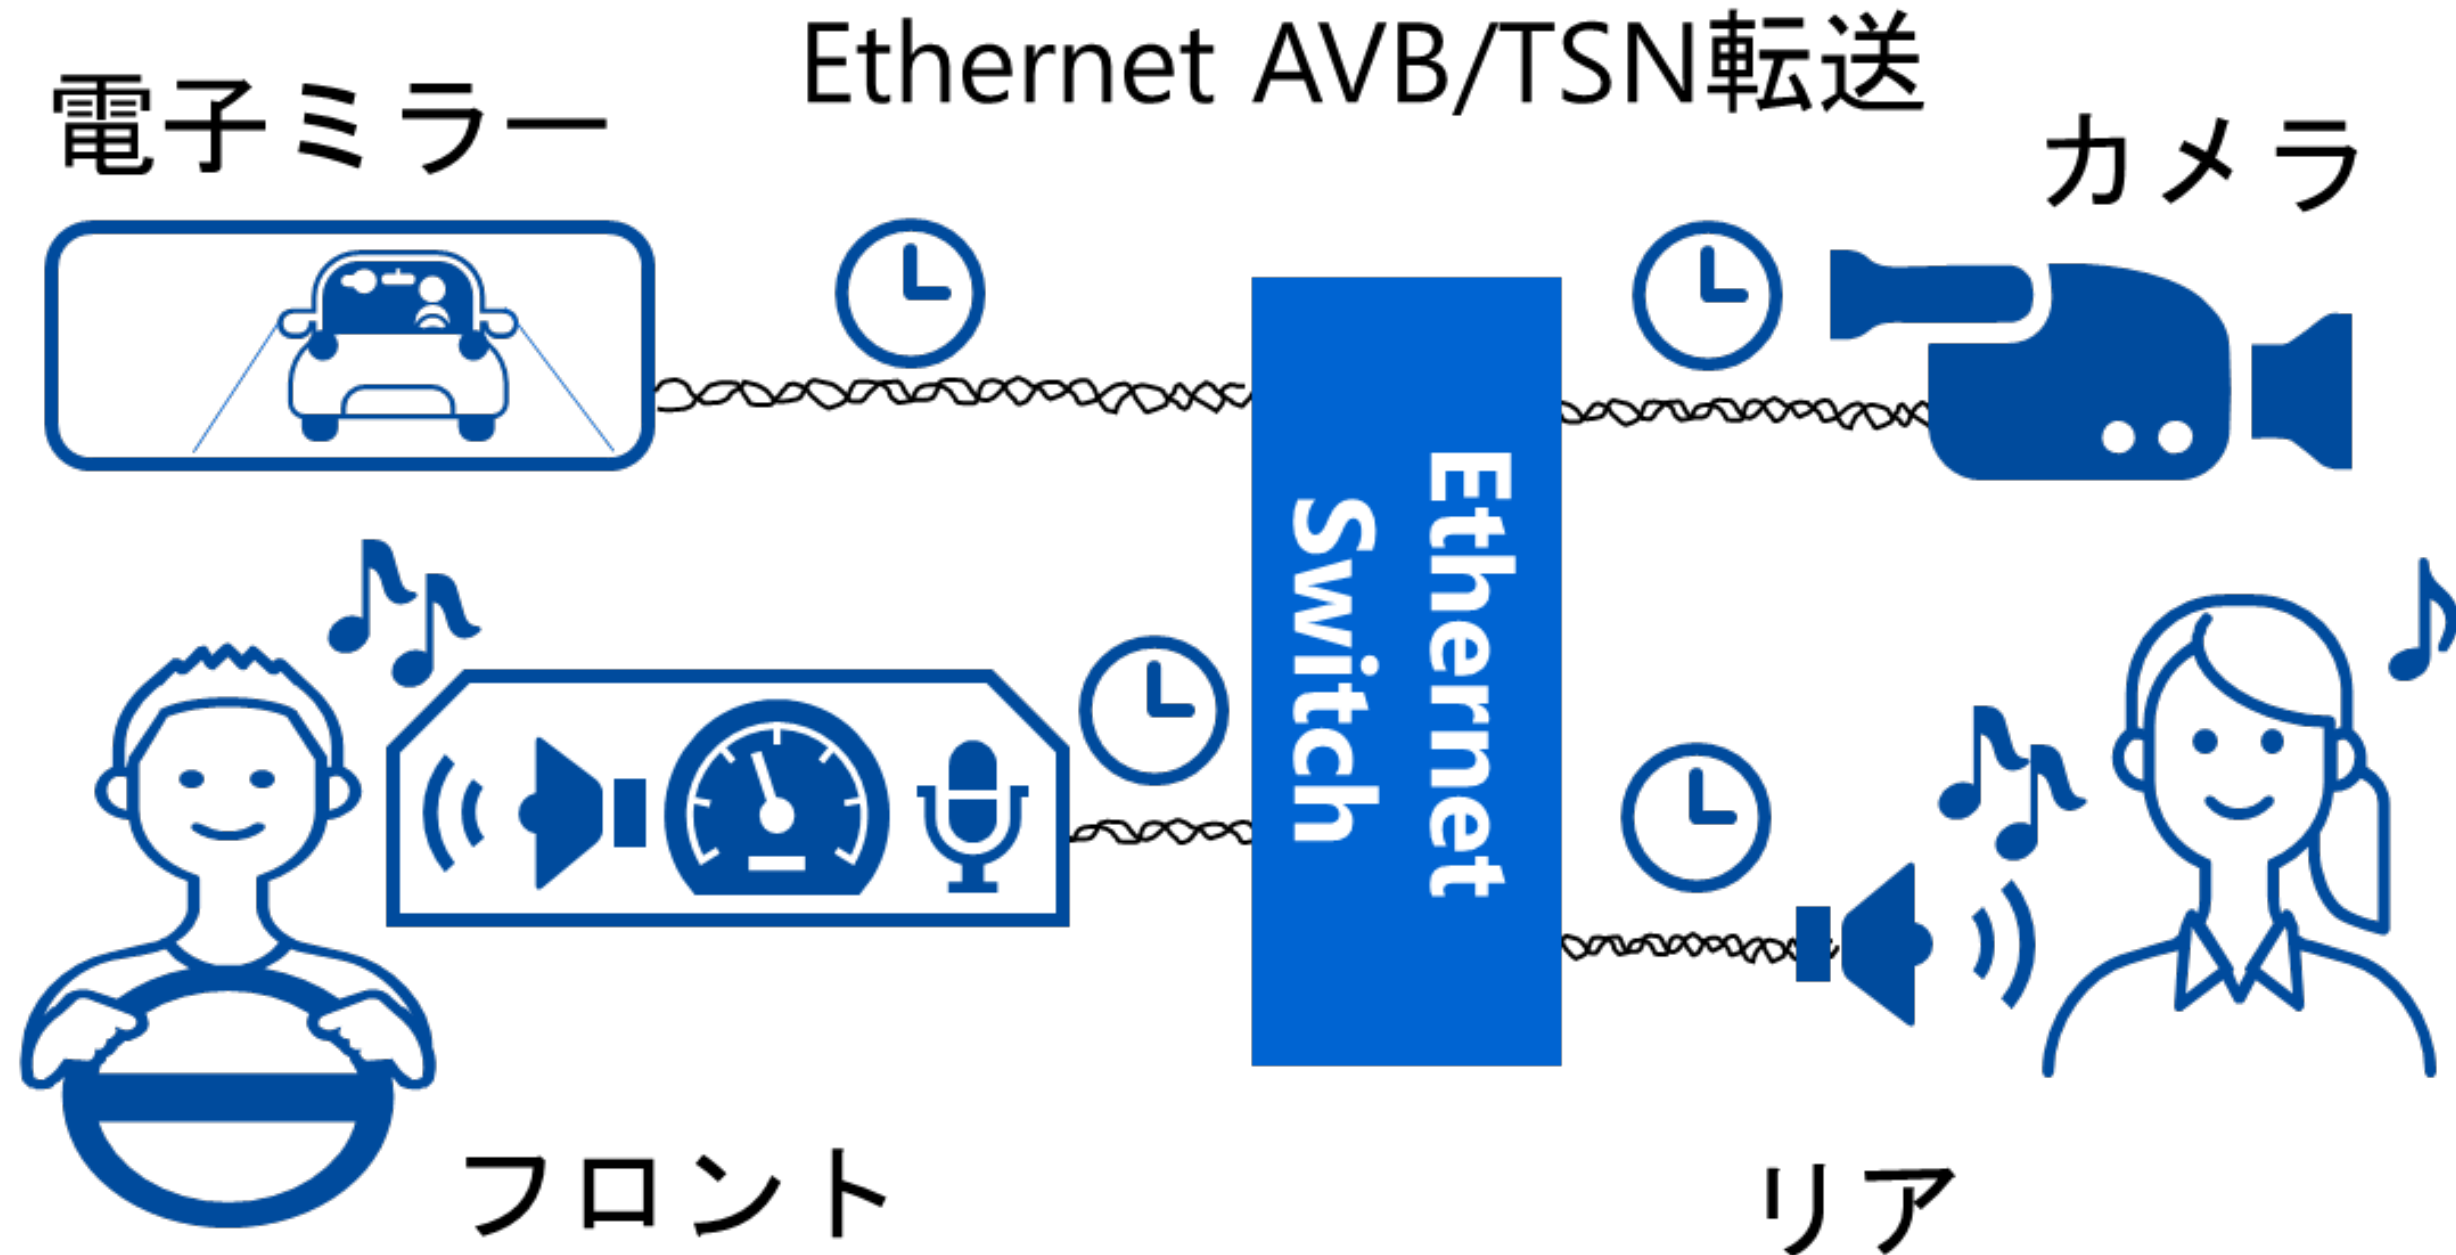 Ethernet AVB/TSN転送
電子ミラー
カメラ
Ethernet
Switch
フロント
リア